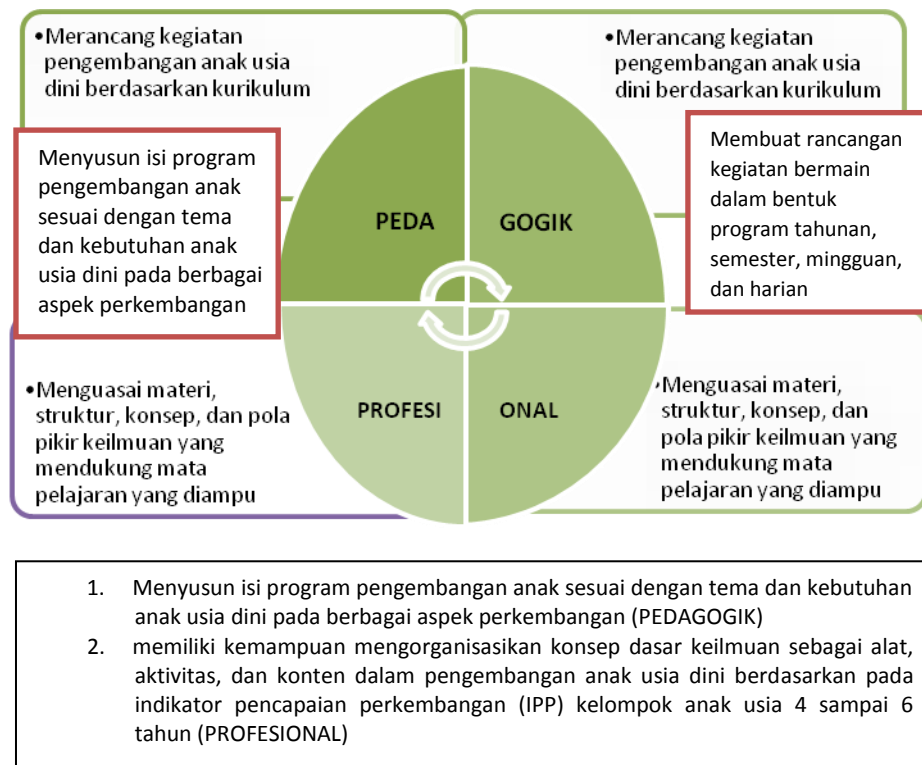 •Merancang kegiatan
pengembangan anak usia
dini berdasarkan kurikulum
•Merancang kegiatan
pengembangan anak usia
dini berdasarkan kurikulum
Menyusun isi program
pengembangan anak
sesuai dengan tema
dan kebutuhan anak
usia dini pada berbagai
aspek perkembangan
Membuat rancangan
kegiatan bermain
dalam bentuk
program tahunan,
semester, mingguan,
dan harian
PEDA
GOGIK
PROFESI
ONAL
•Menguasai materi,
struktur, konsep, dan pola
pikir keilmuan yang
mendukung mata
pelajaran yang diampu
•Menguasai materi,
struktur, konsep, dan
pola pikir keilmuan yang
mendukung mata
pelajaran yang diampu
1. Menyusun isi program pengembangan anak sesuai dengan tema dan kebutuhan
anak usia dini pada berbagai aspek perkembangan (PEDAGOGIK)
2. memiliki kemampuan mengorganisasikan konsep dasar keilmuan sebagai alat,
aktivitas, dan konten dalam pengembangan anak usia dini berdasarkan pada
indikator pencapaian perkembangan (IPP) kelompok anak usia 4 sampai 6
tahun (PROFESIONAL)